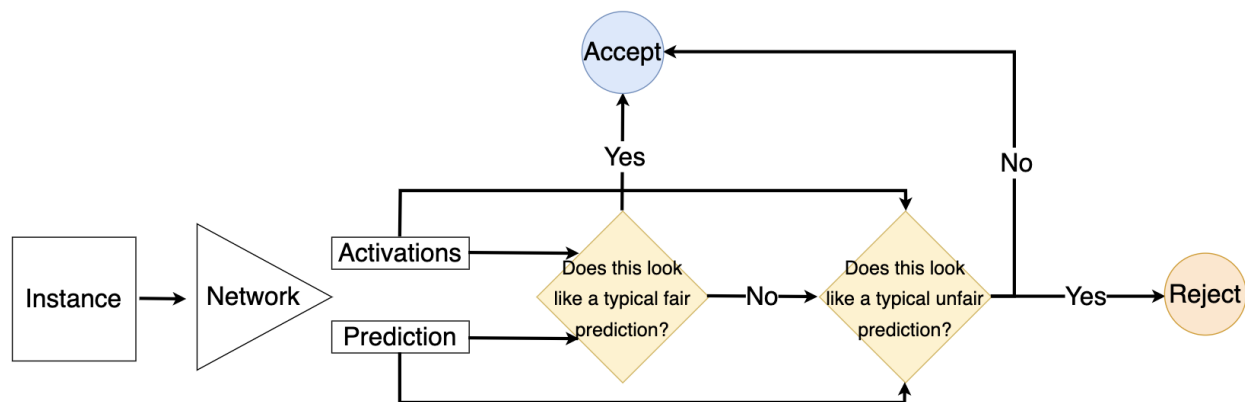 Accept
Yes
No
Activations
Instance
Network
Prediction
Does this look
like a typical fair
prediction?
No
Does this look
like a typical unfair
prediction?
Yes
Reject